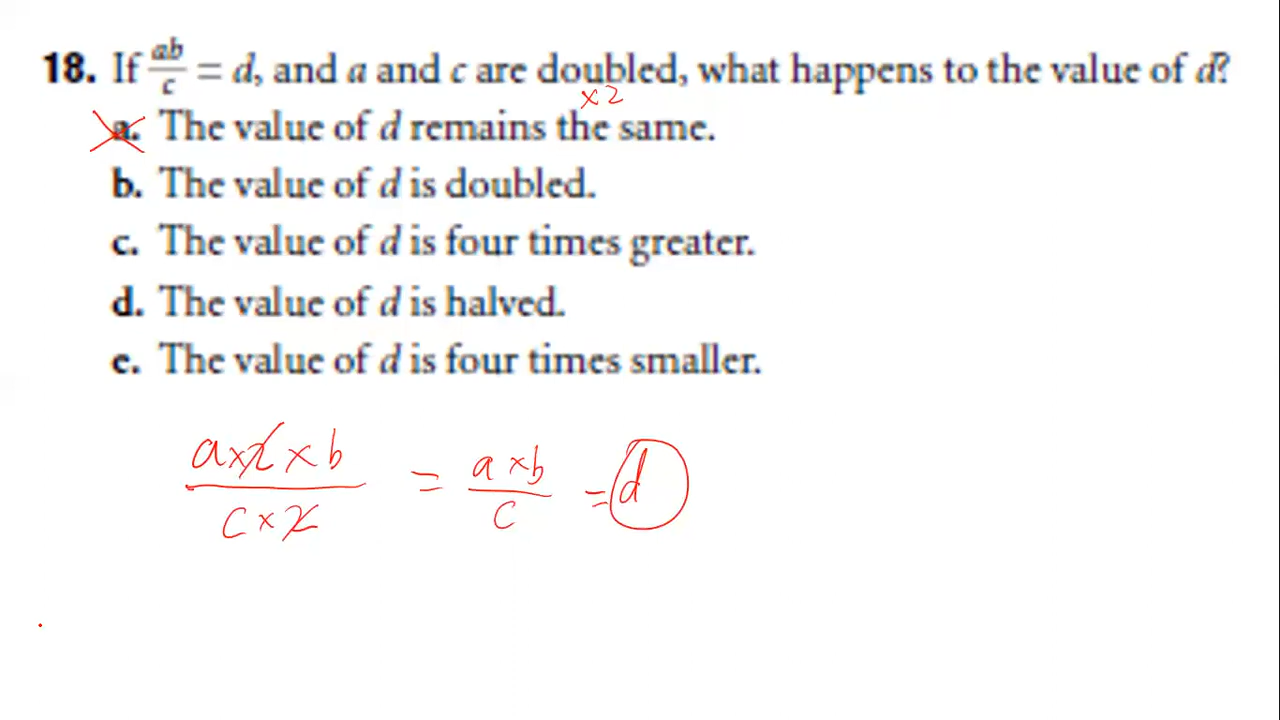 18. If ab/c = d, and a and c are doubled, what happens to the value of d?
×2
a. The value of d remains the same.
b. The value of d is doubled.
c. The value of d is four times greater.
d. The value of d is halved.
e. The value of d is four times smaller.
a×2×b / c×2 = a×b / c = d